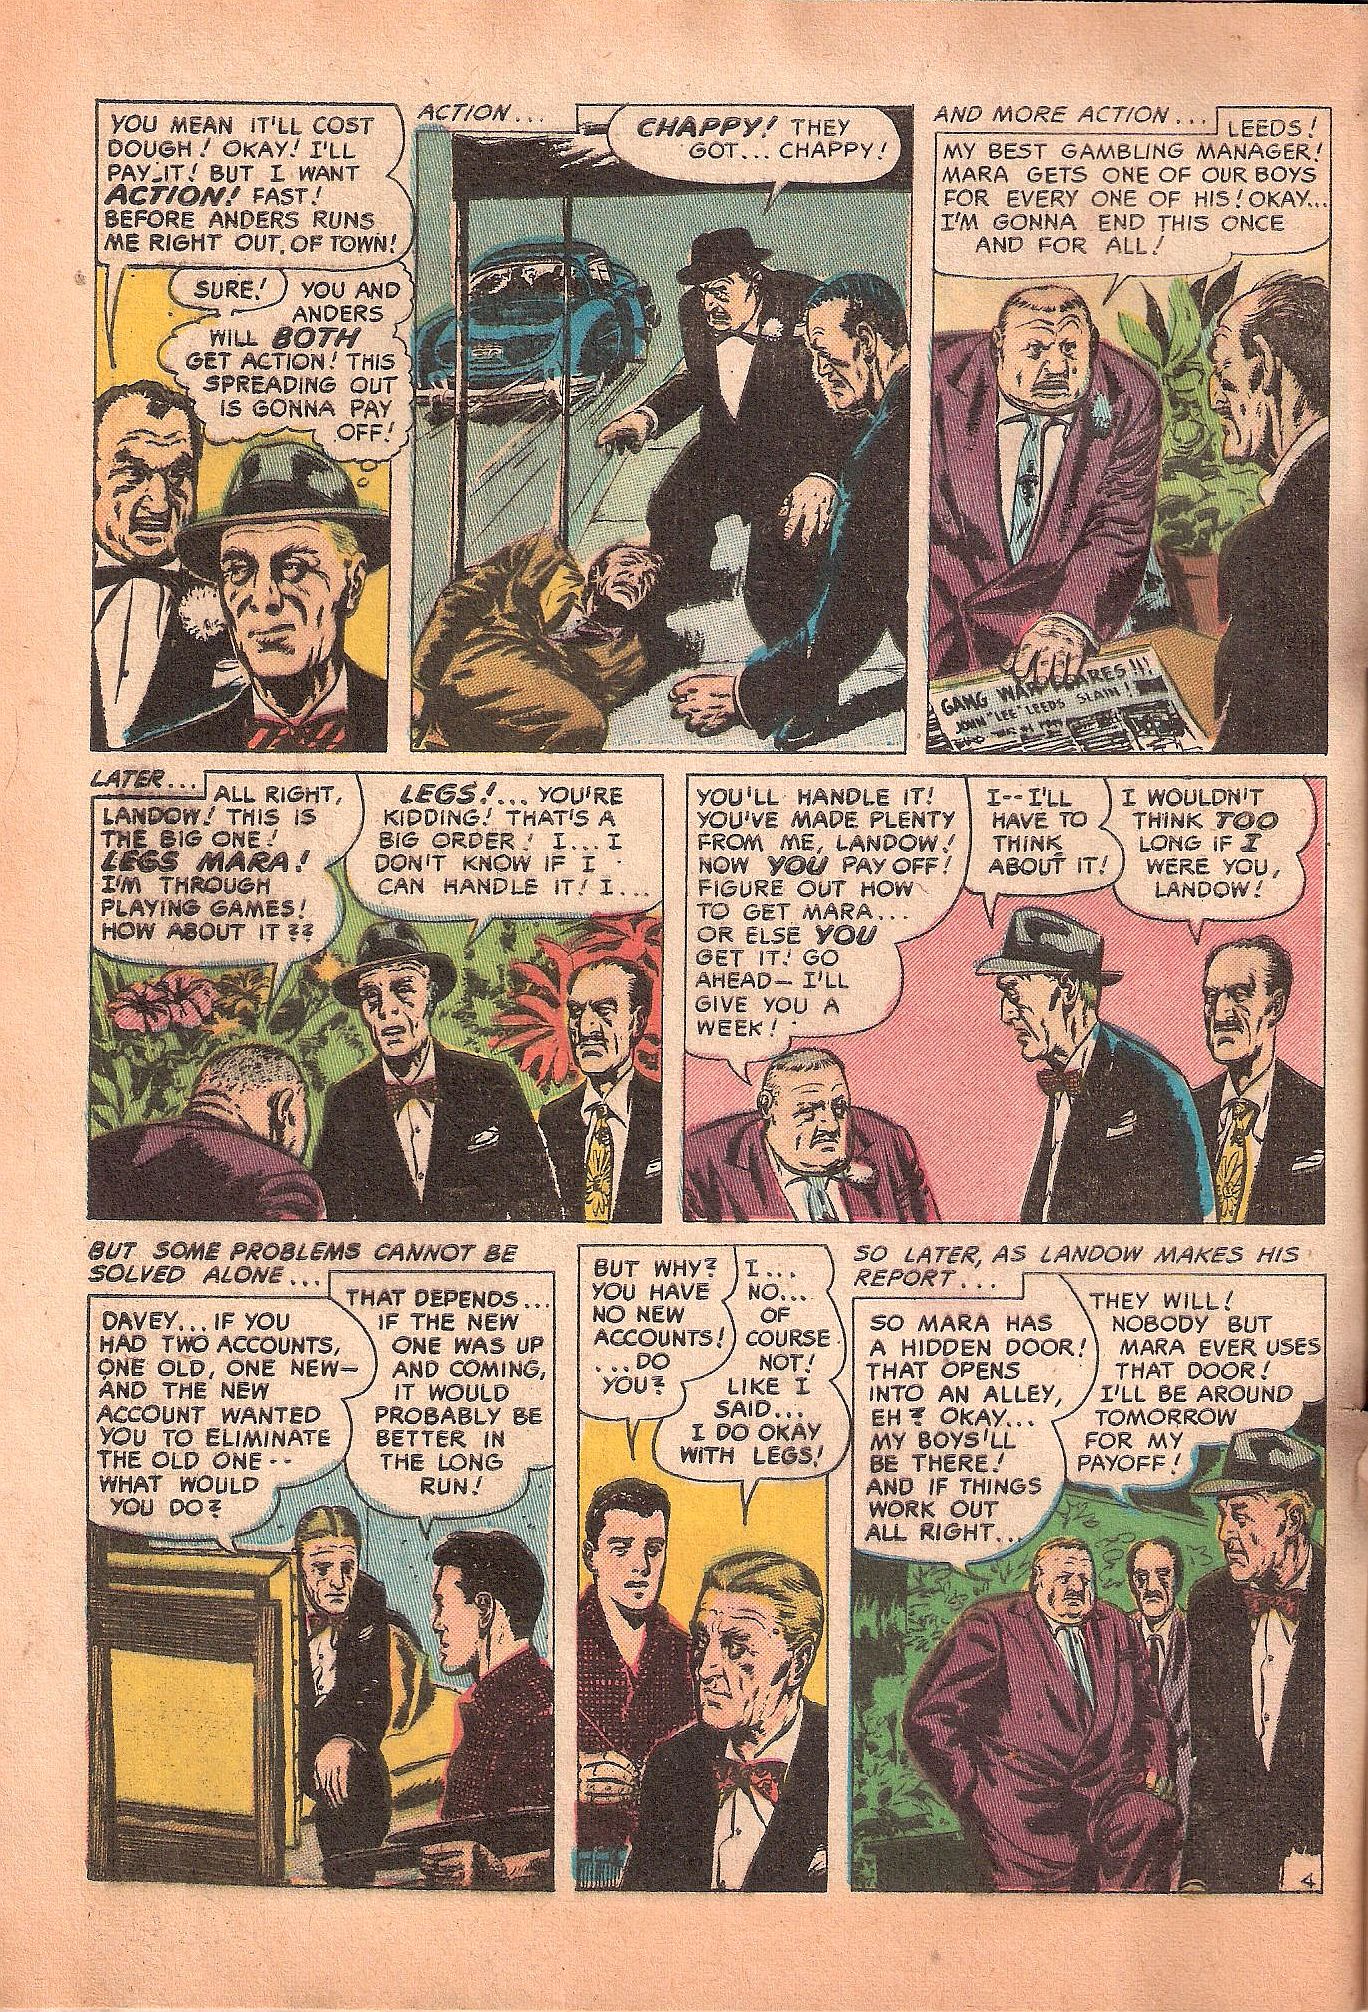 YOU MEAN IT'LL COST
DOUGH! OKAY! I'LL
PAY IT! BUT I WANT
ACTION! FAST!
BEFORE ANDERS RUNS
ME RIGHT OUT OF TOWN!
SURE!
YOU AND
ANDERS
WILL BOTH
GET ACTION! THIS
SPREADING OUT
IS GONNA PAY
OFF!
ACTION...
CHAPPY! THEY
GOT... CHAPPY!
AND MORE ACTION...
LEEDS!
MY BEST GAMBLING MANAGER!
MARA GETS ONE OF OUR BOYS
FOR EVERY ONE OF HIS! OKAY...
I'M GONNA END THIS ONCE
AND FOR ALL!
GANG WAR FLARES!!!
JOHN "LEE" LEEDS SLAIN!
LATER...
ALL RIGHT,
LANDOW! THIS IS
THE BIG ONE!
LEGS MARA!
I'M THROUGH
PLAYING GAMES!
HOW ABOUT IT??
LEGS!... YOU'RE
KIDDING! THAT'S A
BIG ORDER! I... I
DON'T KNOW IF I
CAN HANDLE IT! I...
YOU'LL HANDLE IT!
YOU'VE MADE PLENTY
FROM ME, LANDOW!
NOW YOU PAY OFF!
FIGURE OUT HOW
TO GET MARA...
OR ELSE YOU
GET IT! GO
AHEAD- I'LL
GIVE YOU A
WEEK!
I--I'LL
HAVE TO
THINK
ABOUT IT!
I WOULDN'T
THINK TOO
LONG IF I
WERE YOU,
LANDOW!
BUT SOME PROBLEMS CANNOT BE
SOLVED ALONE...
DAVEY... IF YOU
HAD TWO ACCOUNTS,
ONE OLD, ONE NEW-
AND THE NEW
ACCOUNT WANTED
YOU TO ELIMINATE
THE OLD ONE--
WHAT WOULD
YOU DO?
THAT DEPENDS...
IF THE NEW
ONE WAS UP
AND COMING,
IT WOULD
PROBABLY BE
BETTER IN
THE LONG
RUN!
BUT WHY?
YOU HAVE
NO NEW
ACCOUNTS!
...DO
YOU?
I...
NO...
OF
COURSE
NOT!
LIKE I
SAID...
I DO OKAY
WITH LEGS!
SO LATER, AS LANDOW MAKES HIS
REPORT...
SO MARA HAS
A HIDDEN DOOR!
THAT OPENS
INTO AN ALLEY,
EH? OKAY...
MY BOYS'LL
BE THERE!
AND IF THINGS
WORK OUT
ALL RIGHT...
THEY WILL!
NOBODY BUT
MARA EVER USES
THAT DOOR!
I'LL BE AROUND
TOMORROW
FOR MY
PAYOFF!
4